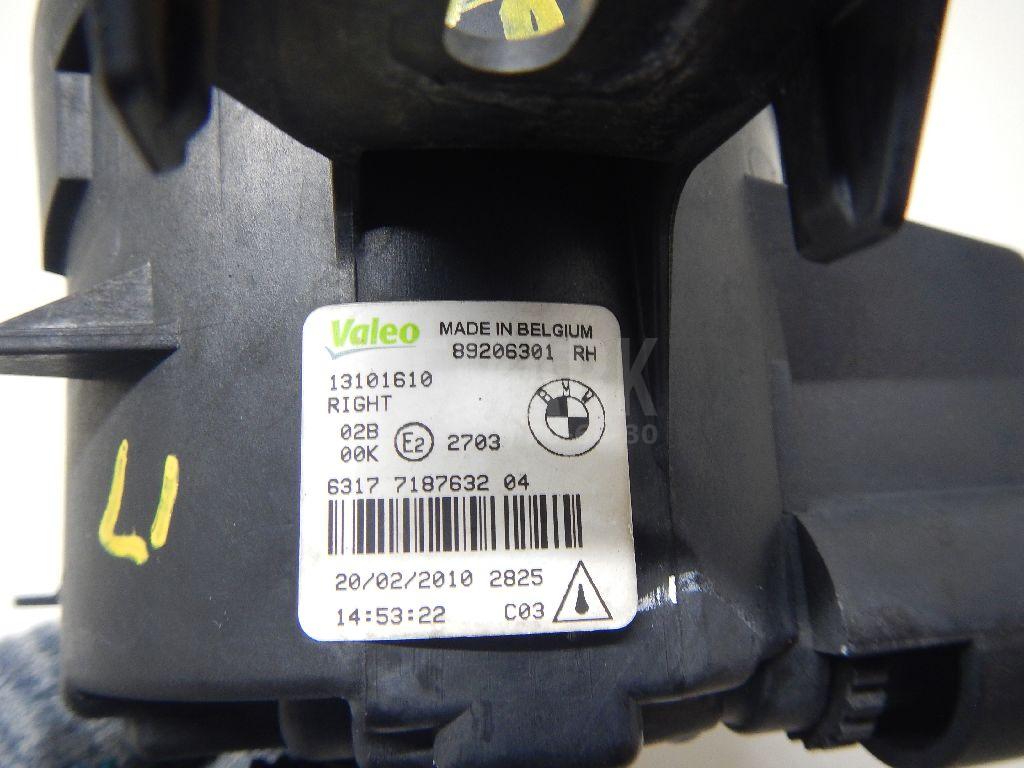 Valeo MADE IN BELGIUM
89206301 RH
13101610
RIGHT
BMW
02B
00K E2 2703
6317 7187632 04
20/02/2010 2825
14:53:22 C03